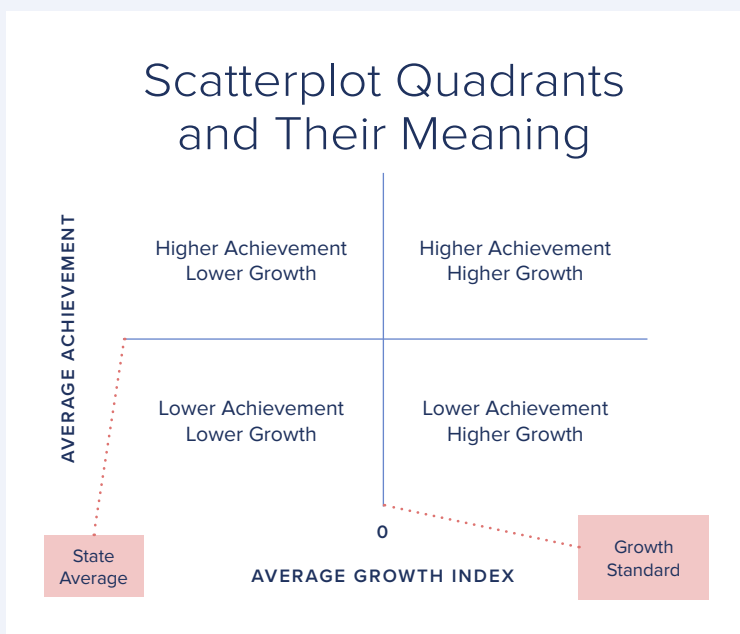 Scatterplot Quadrants
and Their Meaning
AVERAGE ACHIEVEMENT
Higher Achievement
Lower Growth
Higher Achievement
Higher Growth
Lower Achievement
Lower Growth
Lower Achievement
Higher Growth
0
State
Average
AVERAGE GROWTH INDEX
Growth
Standard